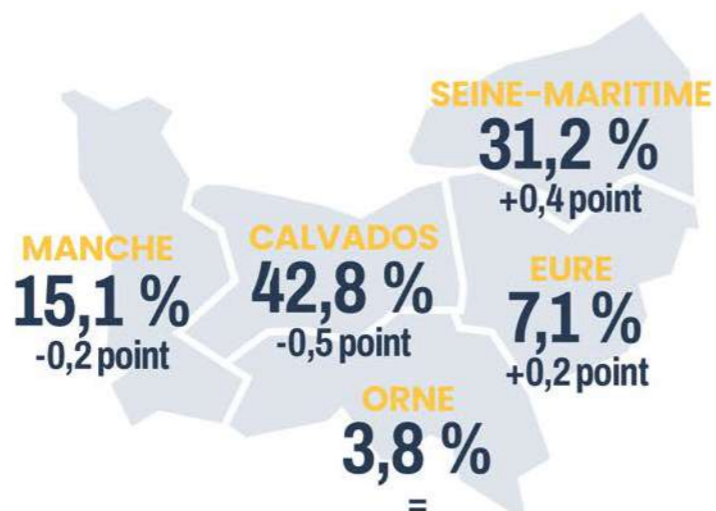 SEINE-MARITIME
31,2 %
+0,4 point
MANCHE
15,1 %
-0,2 point
CALVADOS
42,8 %
-0,5 point
EURE
7,1 %
+0,2 point
ORNE
3,8 %
=